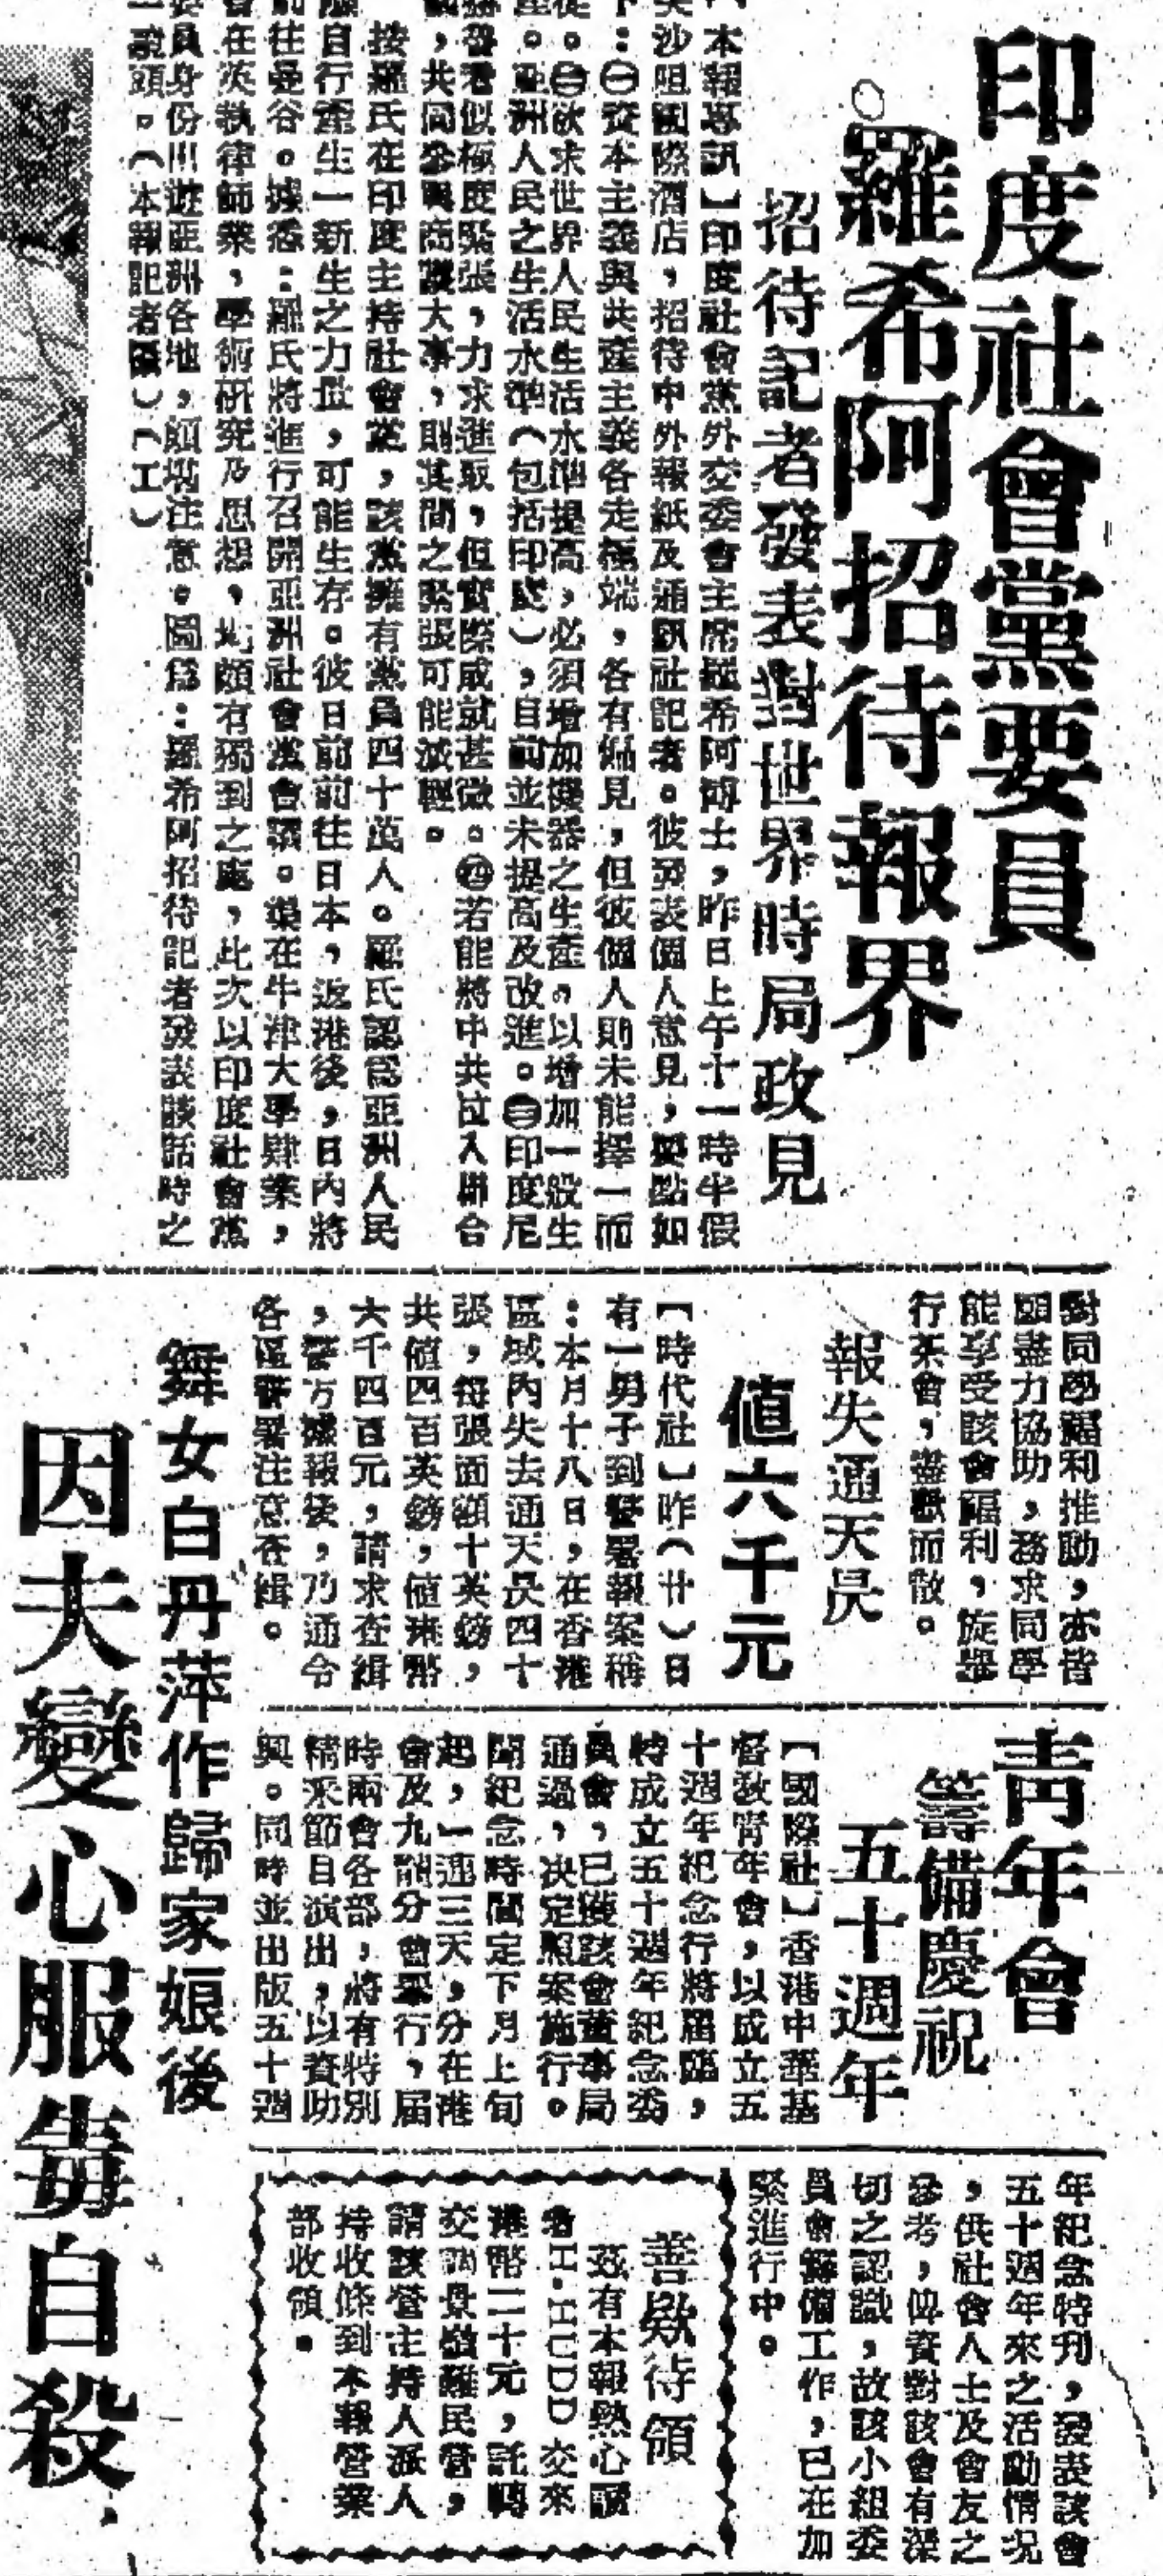 印度社會黨要員
羅希阿招待報界
招待記者發表對世界時局政見
本報專訊】印度社會黨外交委會主席羅希阿博士，昨日上午十一時半假
沙咀國際酒店，招待中外報紙及通訊社記者。彼發表個人意見，要點如
下：㊀資本主義與共產主義各走極端，各有偏見，但彼個人則未能擇一而
從。㊁欲求世界人民生活水準提高，必須增加機器之生產。以增加一般生
產。亞洲人民之生活水準（包括印度），目前並未提高及改進。㊂印度尼
赫魯君似極度緊張，力求進取，但實際成就甚微。㊃若能將中共拉入聯合
國，共同參與商議大事，則其間之緊張可能減輕。
按羅氏在印度主持社會黨，該黨擁有黨員四十萬人。羅氏認爲亞洲人民
應自行產生一新生之力量，可能生存。彼日前前往日本，返港後，日內將
前往曼谷。據悉：羅氏將進行召開亞洲社會黨會議。渠在牛津大學肄業，
曾在英執律師業，學術研究及思想，尤頗有獨到之處，此次以印度社會黨
委員身份出遊亞洲各地，頗堪注意。圖爲：羅希阿招待記者發表談話時之
一鏡頭。（本報記者攝）（工）
對同學福利推動，亦皆
願盡力協助，務求同學
能享受該會福利，旋舉
行茶會，盡歡而散。
報失通天昃
値六千元
【時代社】昨（廿）日
有一男子到警署報案稱
：本月十八日，在香港
區域內失去通天昃四十
張，每張面額十英鎊，
共値四百英鎊，値港幣
六千四百元，請求查緝
，警方據報後，乃通令
各區警署注意查緝。
青年會
籌備慶祝
五十週年
【國際社】香港中華基
督敎靑年會，以成立五
十週年紀念行將屆臨，
特成立五十週年紀念委
員會，已獲該會董事局
通過，決定照案施行。
聞紀念時間定下月上旬
起，一連三天，分在港
會及九龍分會舉行，屆
時兩會各部，將有特別
精采節目演出，以資助
興。同時並出版五十週
年紀念特刊，發表該會
五十週年來之活動情况
，供社會人士及會友之
參考，俾資對該會有深
切之認識，故該小組委
員會籌備工作，已在加
緊進行中。
善欵待領
茲有本報熱心讀
者H.HCDD交來
港幣二十元，託轉
交調景嶺難民營，
請該營主持人派人
持收條到本報營業
部收領。
舞女白丹萍作歸家娘後
因夫變心服毒自殺，